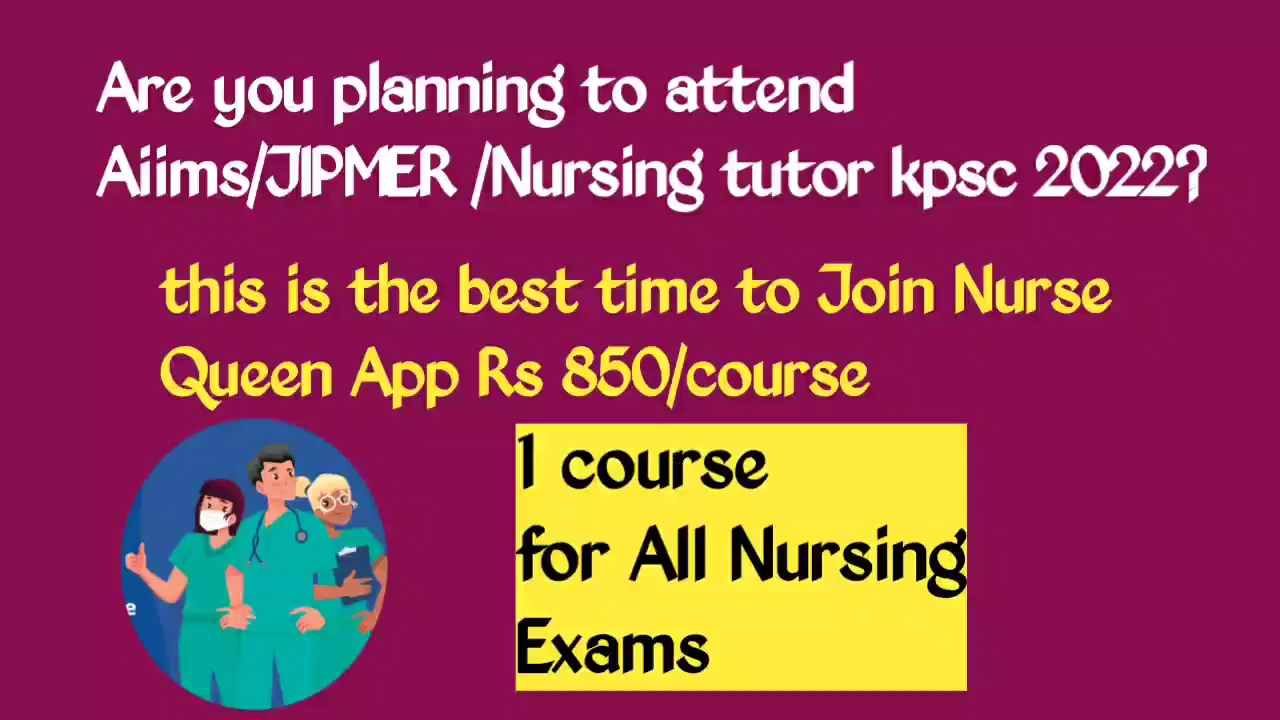 Are you planning to attend
Aiims/JIPMER /Nursing tutor kpsc 2022?
this is the best time to Join Nurse
Queen App Rs 850/course
1 course
for All Nursing
Exams
e